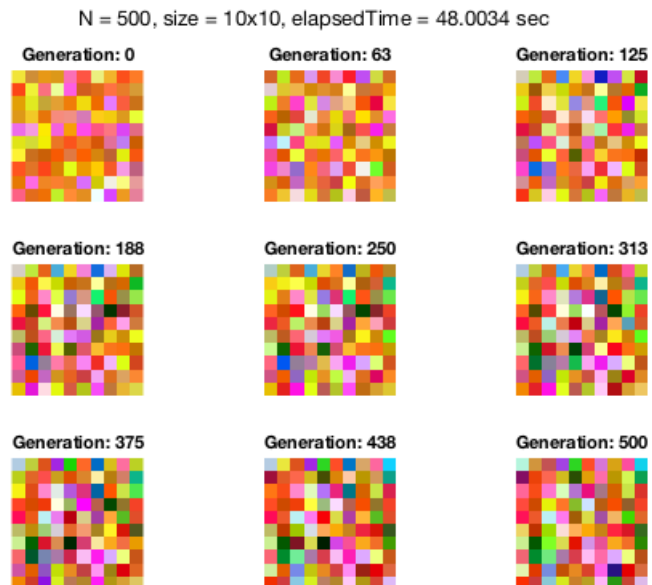 N = 500, size = 10x10, elapsedTime = 48.0034 sec
Generation: 0
Generation: 63
Generation: 125
Generation: 188
Generation: 250
Generation: 313
Generation: 375
Generation: 438
Generation: 500